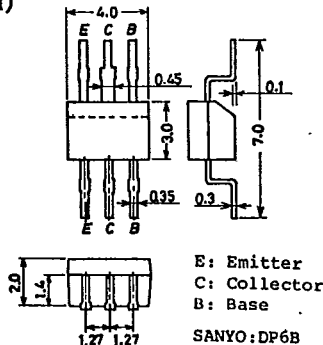 4.0
E C B
0.45
0.1
3.0
7.0
0.35
0.3
E C B
2.0
1.4
1.27 1.27
E: Emitter
C: Collector
B: Base
SANYO:DP6B